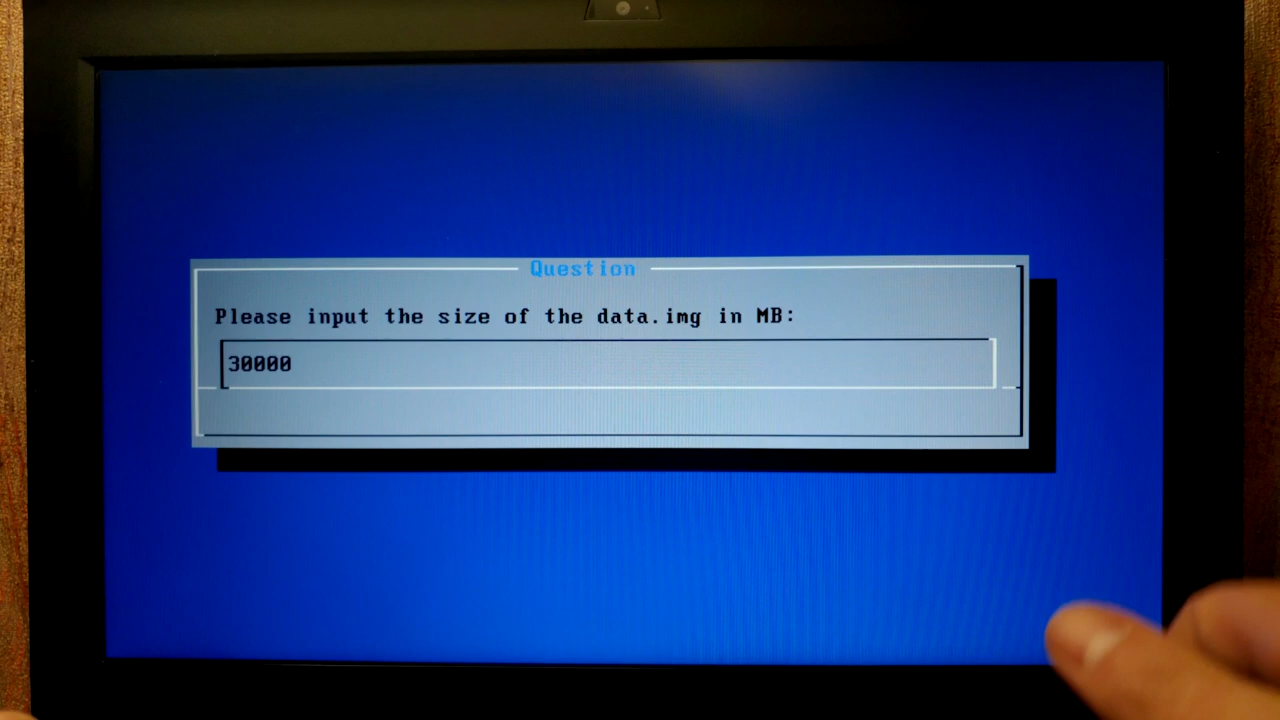 Question
Please input the size of the data.img in MB:
30000